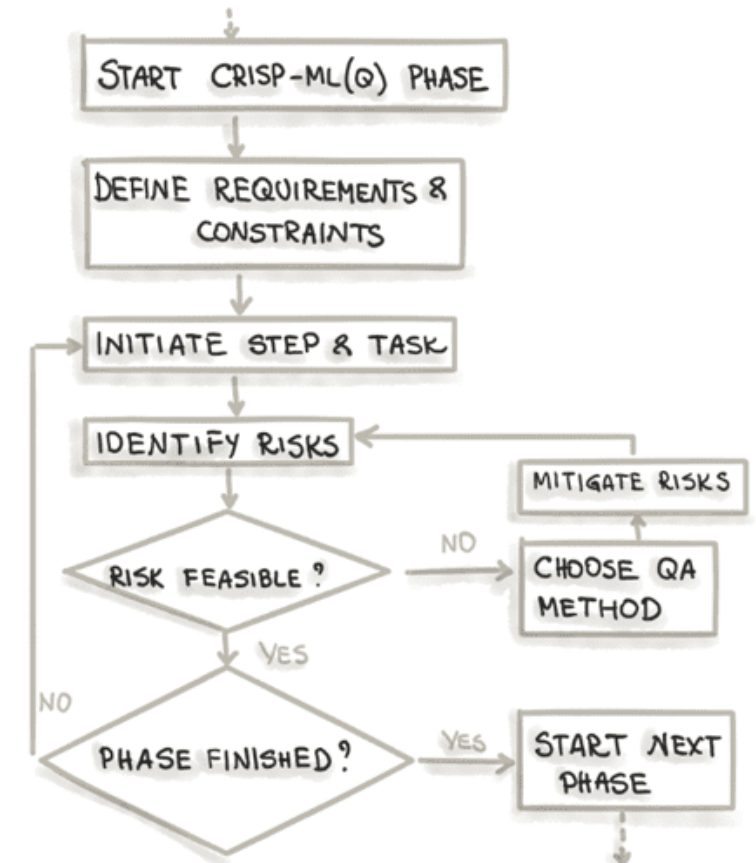 START CRISP-ML(Q) PHASE
DEFINE REQUIREMENTS &
CONSTRAINTS
INITIATE STEP & TASK
IDENTIFY RISKS
MITIGATE RISKS
RISK FEASIBLE?
NO
CHOOSE QA
METHOD
YES
NO
PHASE FINISHED?
YES
START NEXT
PHASE